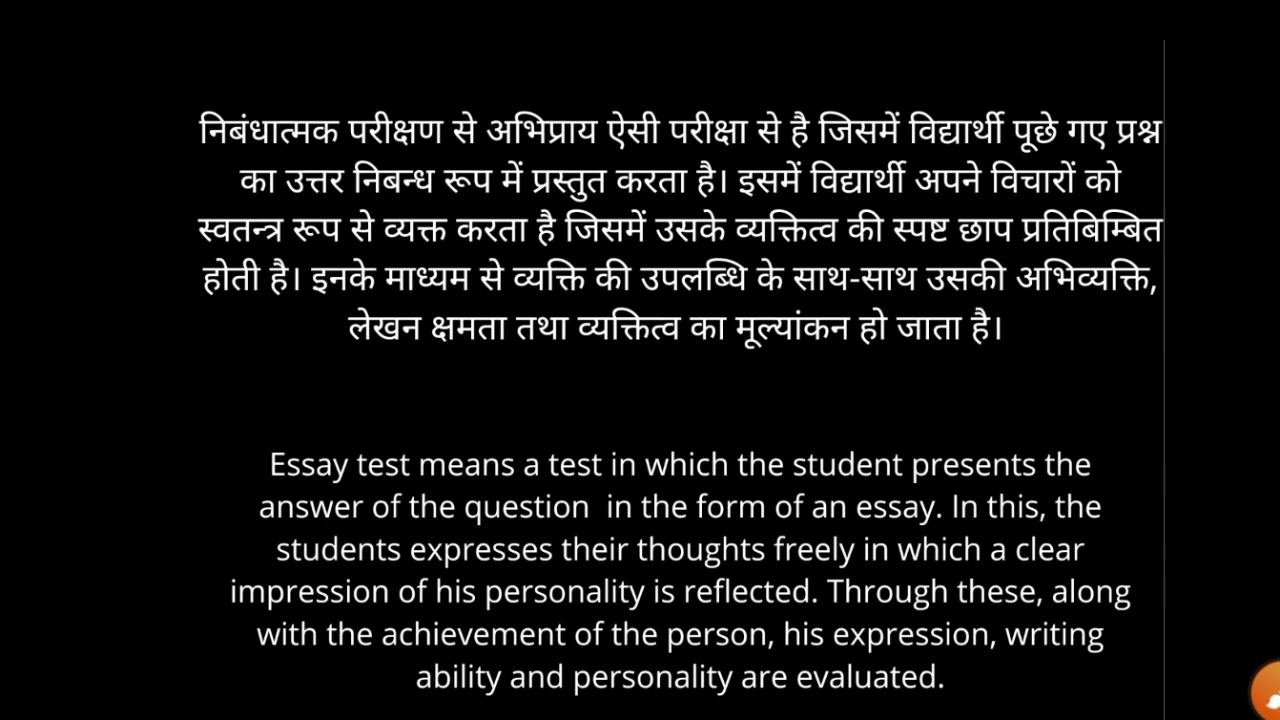 निबंधात्मक परीक्षण से अभिप्राय ऐसी परीक्षा से है जिसमें विद्यार्थी पूछे गए प्रश्न
का उत्तर निबन्ध रूप में प्रस्तुत करता है। इसमें विद्यार्थी अपने विचारों को
स्वतन्त्र रूप से व्यक्त करता है जिसमें उसके व्यक्तित्व की स्पष्ट छाप प्रतिबिम्बित
होती है। इनके माध्यम से व्यक्ति की उपलब्धि के साथ-साथ उसकी अभिव्यक्ति,
लेखन क्षमता तथा व्यक्तित्व का मूल्यांकन हो जाता है।
Essay test means a test in which the student presents the
answer of the question  in the form of an essay. In this, the
students expresses their thoughts freely in which a clear
impression of his personality is reflected. Through these, along
with the achievement of the person, his expression, writing
ability and personality are evaluated.